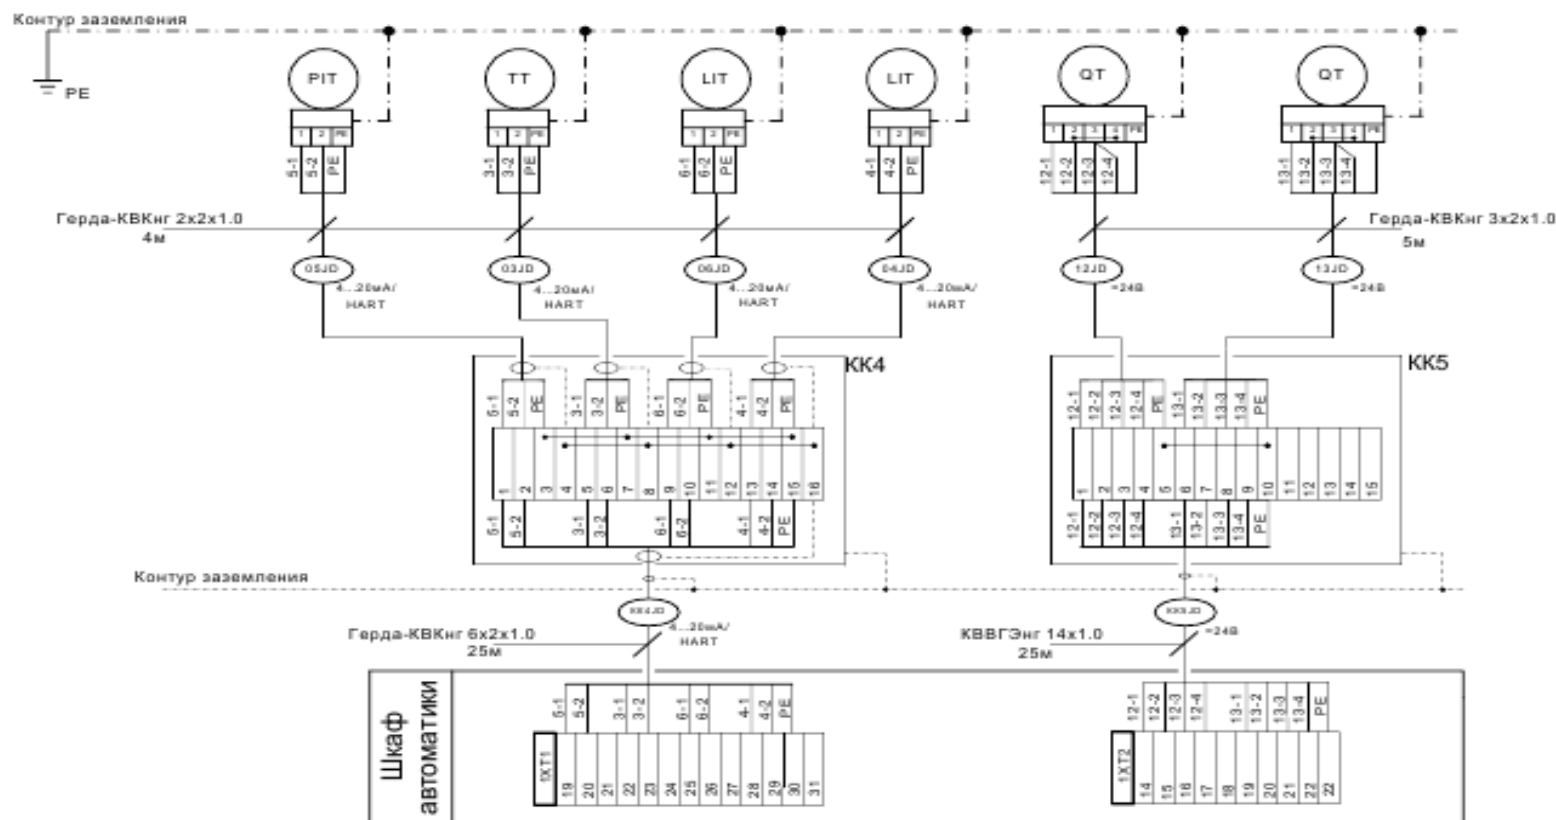 Контур заземления
PE
PIT TT LIT LIT QT QT
1 2 PE 1 2 PE 1 2 PE 1 2 PE 1 2 3 4 PE 1 2 3 4 PE
5-1 5-2 PE 3-1 3-2 PE 6-1 6-2 PE 4-1 4-2 PE 12-1 12-2 12-3 12-4 13-1 13-2 13-3 13-4
Герда-КВКнг 2x2x1.0
4м
Герда-КВКнг 3x2x1.0
5м
05JD 03JD 06JD 04JD 12JD 13JD
4...20мА/
HART
4...20мА/
HART
4...20мА/
HART
4...20мА/
HART
=24В
=24В
КК4
КК5
5-1 5-2 PE 3-1 3-2 PE 6-1 6-2 PE 4-1 4-2 PE
12-1 12-2 12-3 12-4 PE 13-1 13-2 13-3 13-4 PE
1 2 3 4 5 6 7 8 9 10 11 12 13 14 15 16
1 2 3 4 5 6 7 8 9 10 11 12 13 14 15
5-1 5-2 3-1 3-2 6-1 6-2 4-1 4-2 PE
12-1 12-2 12-3 12-4 13-1 13-2 13-3 13-4 PE
Контур заземления
КК4JD
КК5JD
4...20мА/
HART
=24В
Герда-КВКнг 6x2x1.0
25м
КВВГЭнг 14x1.0
25м
Шкаф
автоматики
5-1 5-2 3-1 3-2 6-1 6-2 4-1 4-2 PE
12-1 12-2 12-3 12-4 13-1 13-2 13-3 13-4 PE
1XT1 19 20 21 22 23 24 25 26 27 28 29 30 31
1XT2 14 15 16 17 18 19 20 21 22 22